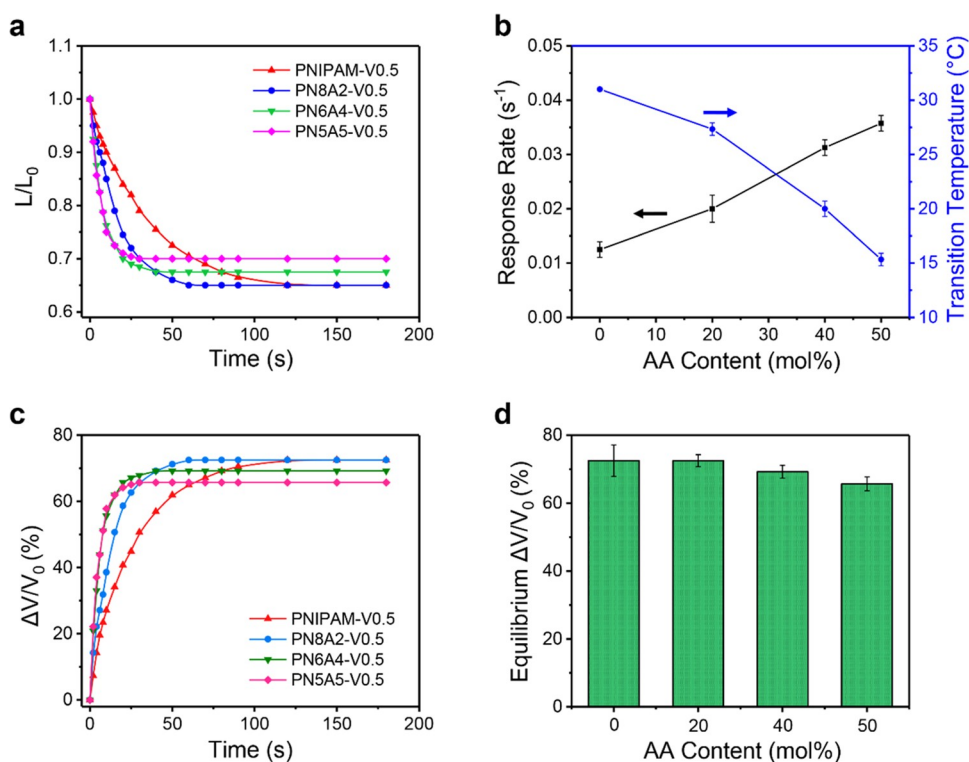 a
1.1
1.0
0.9
0.8
0.7
0.6
L/L0
PNIPAM-V0.5
PN8A2-V0.5
PN6A4-V0.5
PN5A5-V0.5
0 50 100 150 200
Time (s)
b
0.05
0.04
0.03
0.02
0.01
0.00
Response Rate (s-1)
35
30
25
20
15
10
Transition Temperature (°C)
0 10 20 30 40 50
AA Content (mol%)
c
80
60
40
20
0
ΔV/V0 (%)
PNIPAM-V0.5
PN8A2-V0.5
PN6A4-V0.5
PN5A5-V0.5
0 50 100 150 200
Time (s)
d
80
60
40
20
0
Equilibrium ΔV/V0 (%)
0 20 40 50
AA Content (mol%)